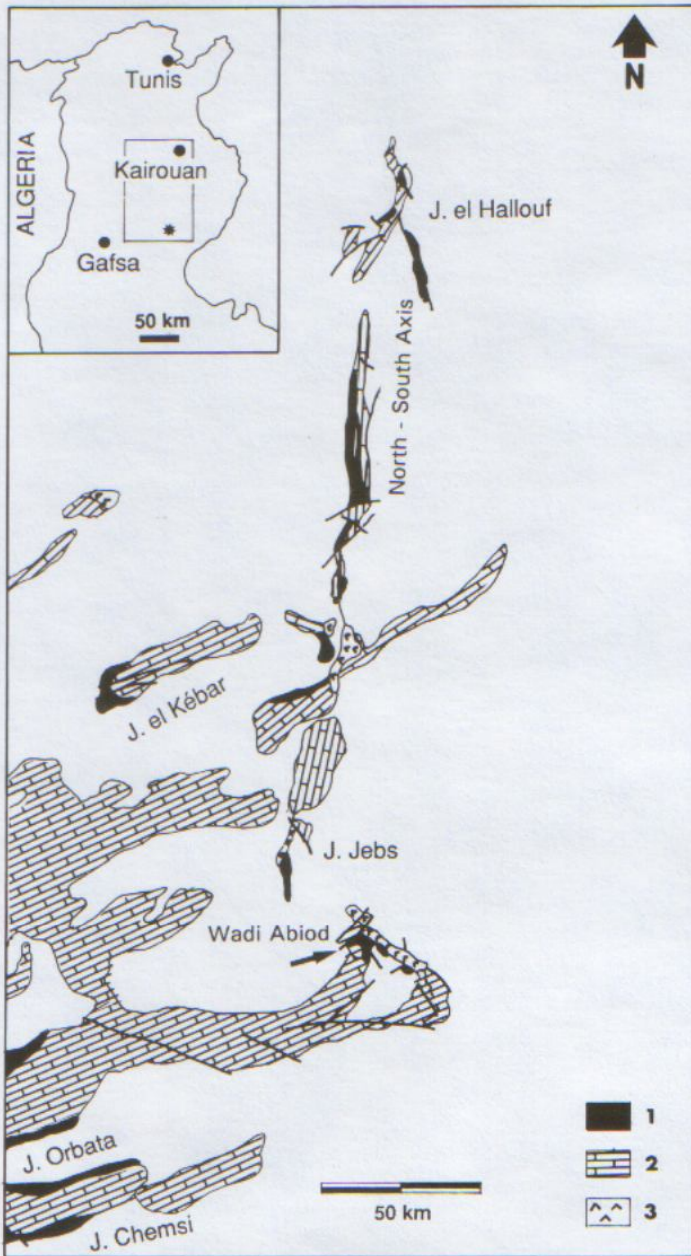 Tunis
N
ALGERIA
Kairouan
J. el Hallouf
Gafsa
50 km
North - South Axis
J. el Kébar
J. Jebs
Wadi Abiod
1
J. Orbata
2
50 km
3
J. Chemsi